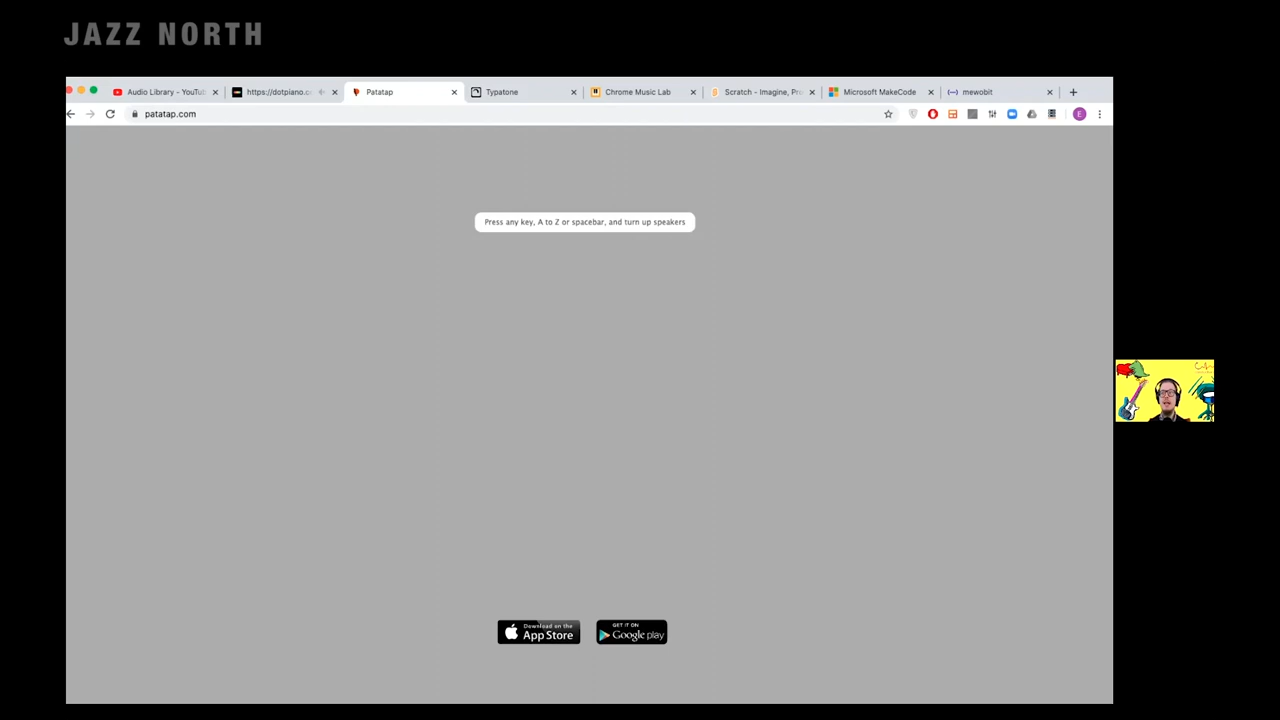 JAZZ NORTH
Audio Library - YouTu
https://dotpiano.c
Patatap
Typatone
Chrome Music Lab
Scratch - Imagine, Pr
Microsoft MakeCode
mewobit
patatap.com
E
Press any key, A to Z or spacebar, and turn up speakers
Download on the
App Store
GET IT ON
Google play